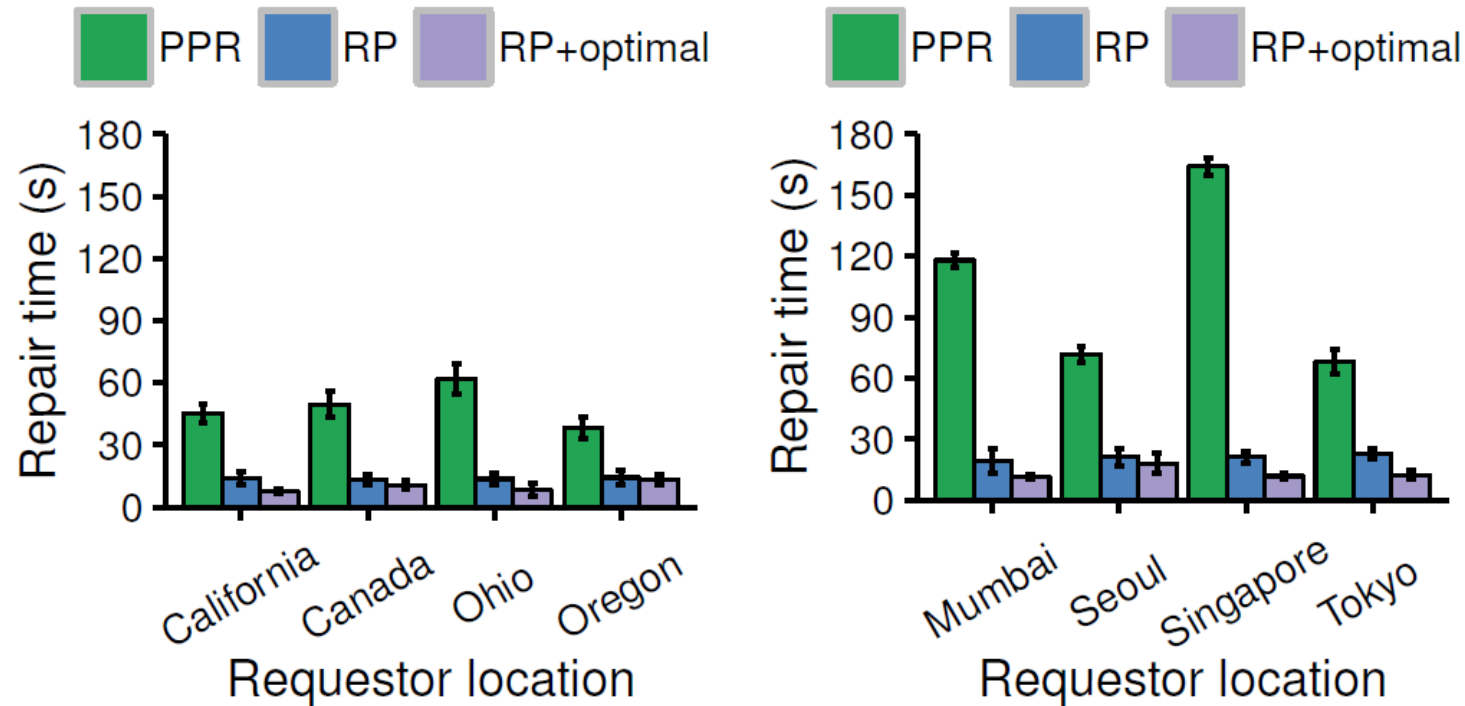 PPR RP RP+optimal
Repair time (s)
180
150
120
90
60
30
0
California Canada Ohio Oregon
Requestor location
PPR RP RP+optimal
Repair time (s)
180
150
120
90
60
30
0
Mumbai Seoul Singapore Tokyo
Requestor location